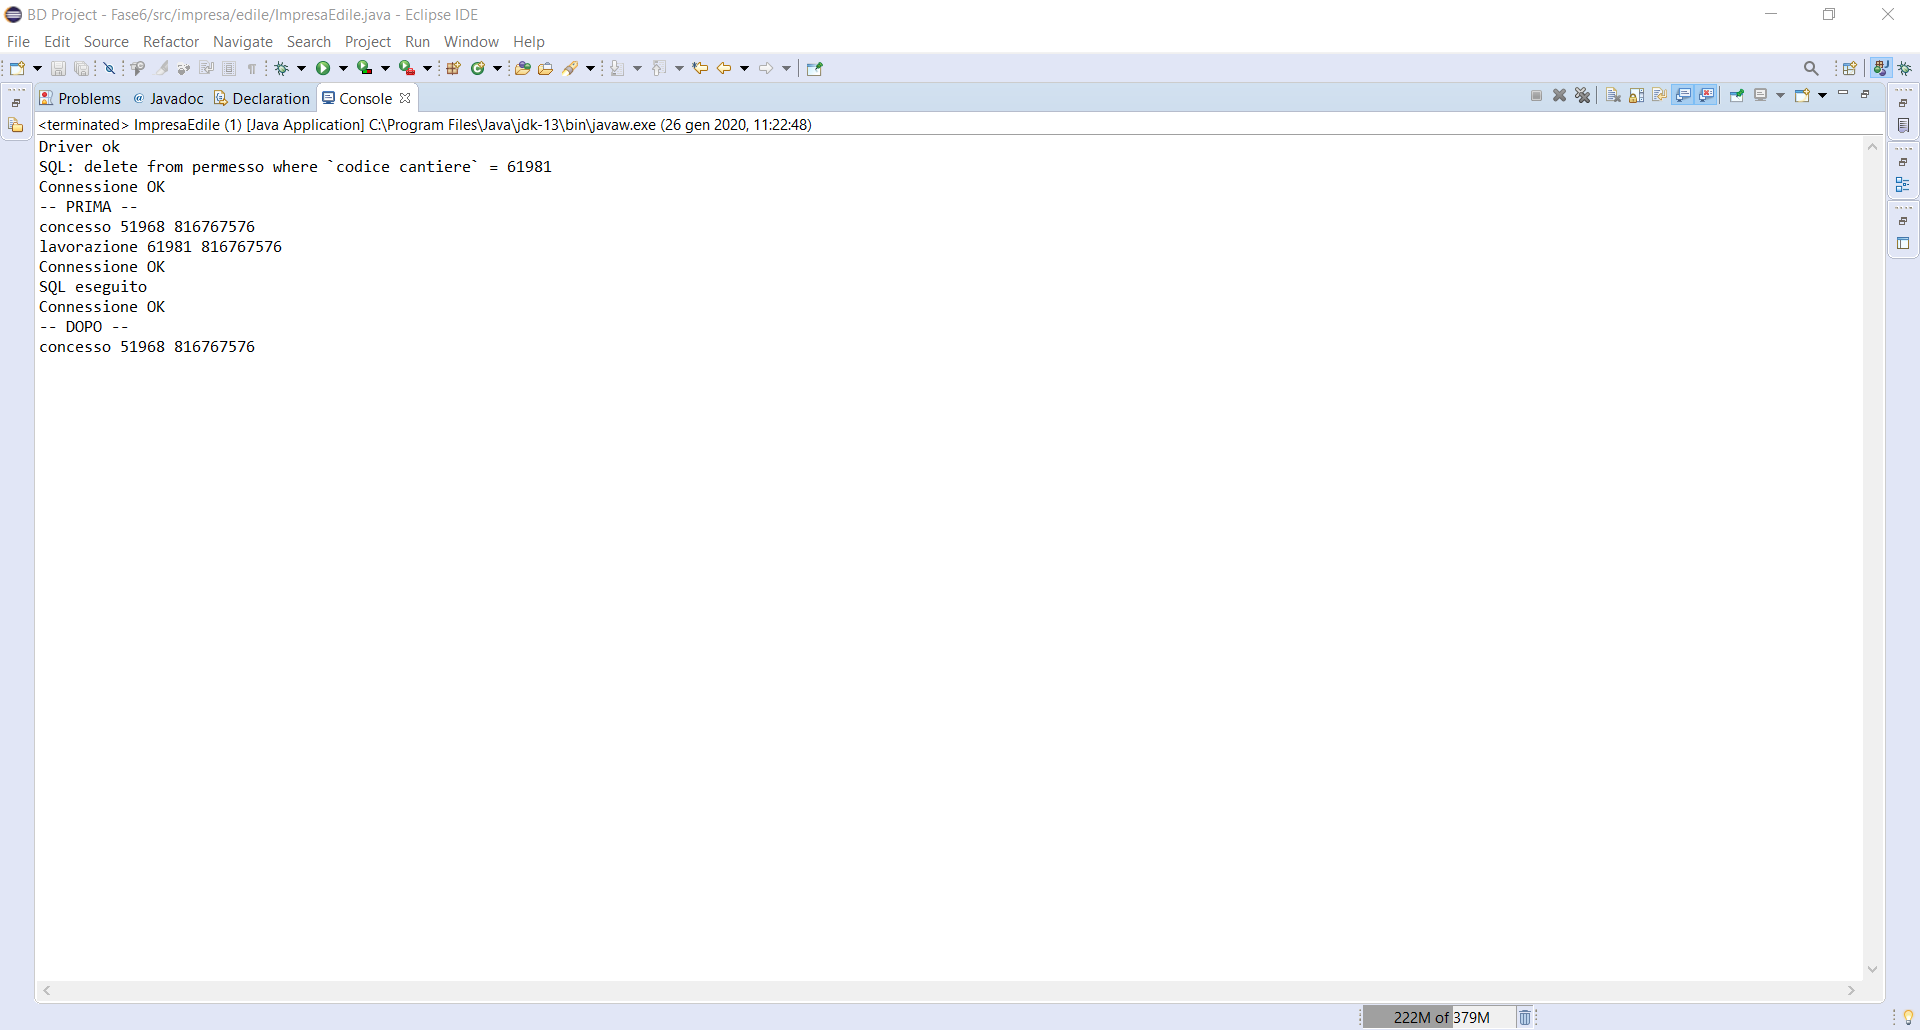 BD Project - Fase6/src/impresa/edile/ImpresaEdile.java - Eclipse IDE
File Edit Source Refactor Navigate Search Project Run Window Help
Problems @ Javadoc Declaration Console
<terminated> ImpresaEdile (1) [Java Application] C:\Program Files\Java\jdk-13\bin\javaw.exe (26 gen 2020, 11:22:48)
Driver ok
SQL: delete from permesso where `codice cantiere` = 61981
Connessione OK
-- PRIMA --
concesso 51968 816767576
lavorazione 61981 816767576
Connessione OK
SQL eseguito
Connessione OK
-- DOPO --
concesso 51968 816767576
222M of 379M